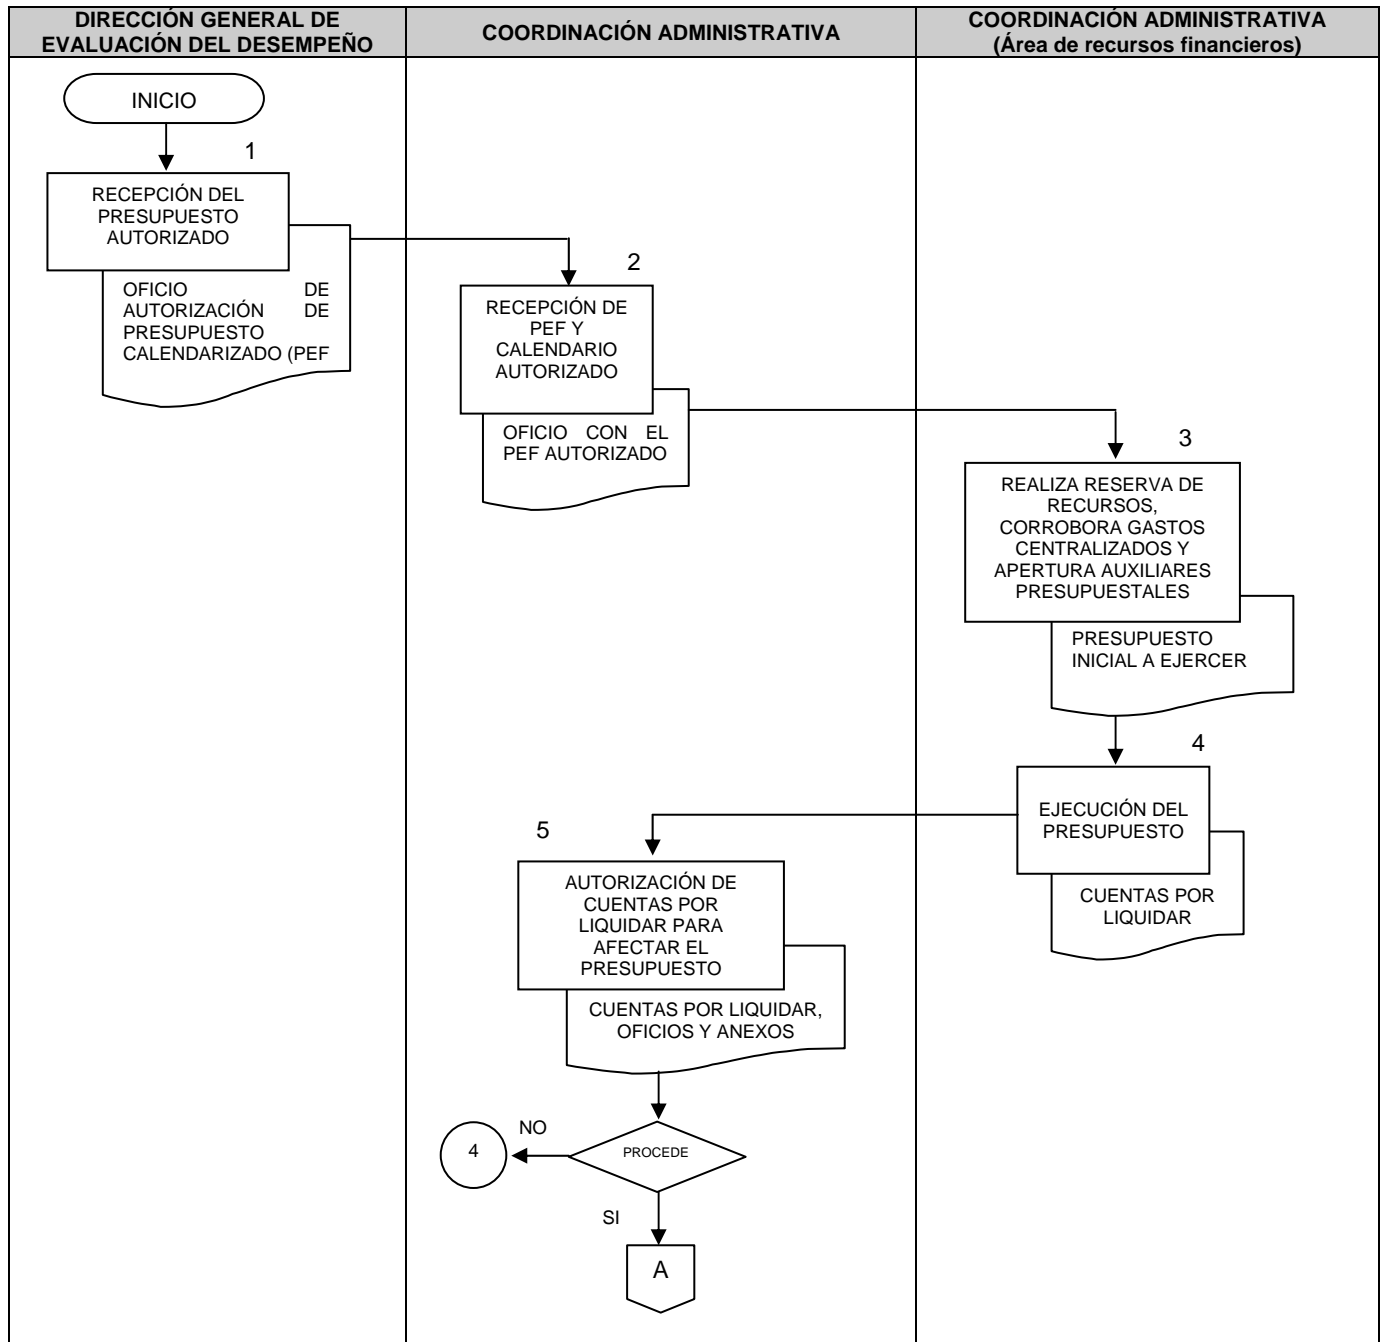 DIRECCIÓN GENERAL DE
EVALUACIÓN DEL DESEMPEÑO
COORDINACIÓN ADMINISTRATIVA
COORDINACIÓN ADMINISTRATIVA
(Área de recursos financieros)
INICIO
1
RECEPCIÓN DEL
PRESUPUESTO
AUTORIZADO
OFICIO DE
AUTORIZACIÓN DE
PRESUPUESTO
CALENDARIZADO (PEF
2
RECEPCIÓN DE
PEF Y
CALENDARIO
AUTORIZADO
OFICIO CON EL
PEF AUTORIZADO
3
REALIZA RESERVA DE
RECURSOS,
CORROBORA GASTOS
CENTRALIZADOS Y
APERTURA AUXILIARES
PRESUPUESTALES
PRESUPUESTO
INICIAL A EJERCER
4
EJECUCIÓN DEL
PRESUPUESTO
CUENTAS POR
LIQUIDAR
5
AUTORIZACIÓN DE
CUENTAS POR
LIQUIDAR PARA
AFECTAR EL
PRESUPUESTO
CUENTAS POR LIQUIDAR,
OFICIOS Y ANEXOS
PROCEDE
NO
4
SI
A